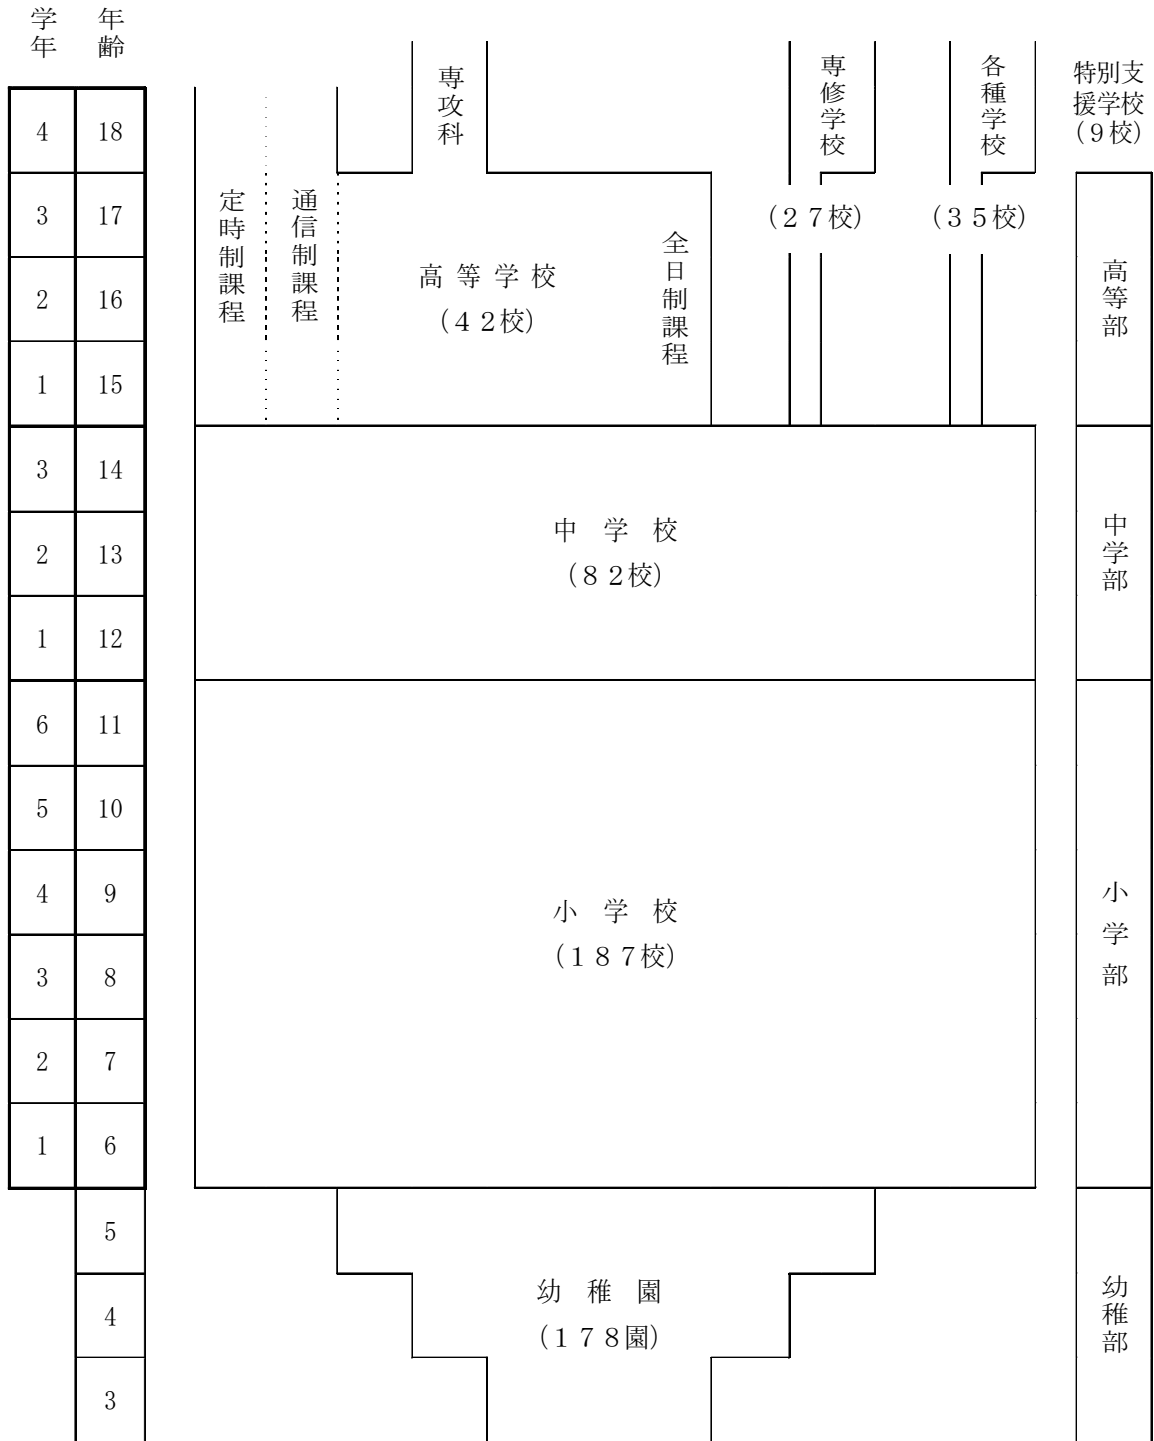 学年
年齢
専攻科
専修学校
各種学校
特別支
援学校
(９校)
4 18
3 17
2 16
1 15
3 14
2 13
1 12
6 11
5 10
4 9
3 8
2 7
1 6
5
4
3
定時制課程
通信制課程
高等学校
(４２校)
全日制課程
(２７校)
(３５校)
高等部
中学校
(８２校)
中学部
小学校
(１８７校)
小学部
幼稚園
(１７８園)
幼稚部